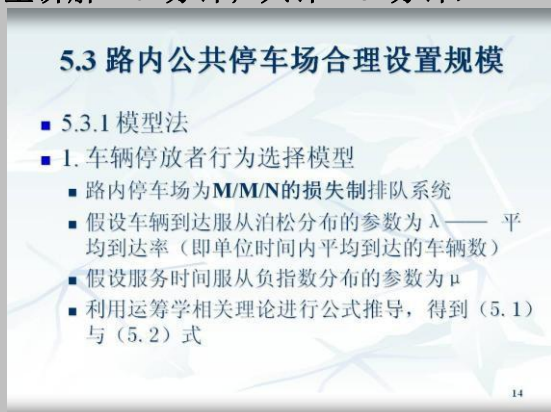 5.3 路内公共停车场合理设置规模
5.3.1 模型法
1. 车辆停放者行为选择模型
路内停车场为M/M/N的损失制排队系统
假设车辆到达服从泊松分布的参数为 λ—— 平
均到达率（即单位时间内平均到达的车辆数）
假设服务时间服从负指数分布的参数为μ
利用运筹学相关理论进行公式推导，得到（5.1）
与（5.2）式
14